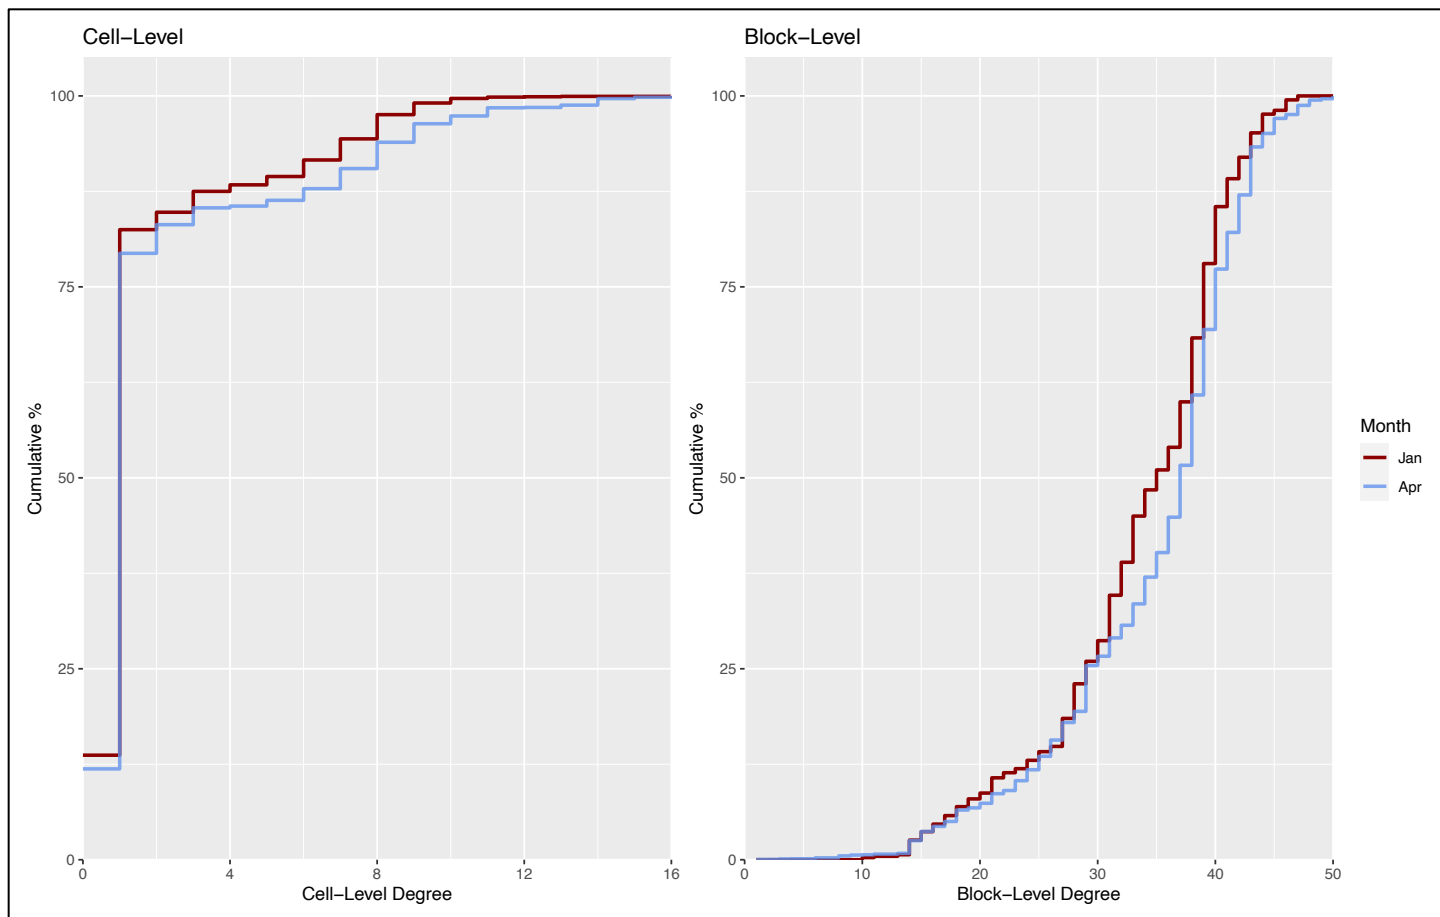 Cell−Level
100
75
50
25
0
Cumulative %
0 4 8 12 16
Cell−Level Degree
Block−Level
100
75
50
25
0
Cumulative %
0 10 20 30 40 50
Block−Level Degree
Month
Jan
Apr